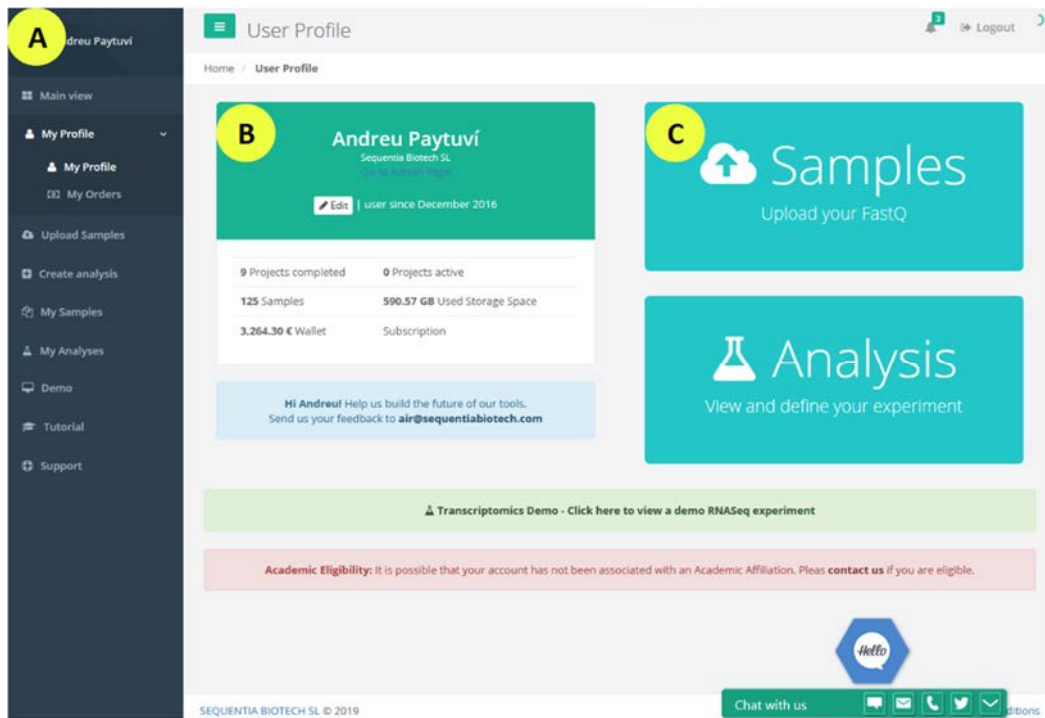 A
dreu Paytuví
Main view
My Profile
My Profile
My Orders
Upload Samples
Create analysis
My Samples
My Analyses
Demo
Tutorial
Support
User Profile
3
Logout
Home / User Profile
B
Andreu Paytuví
Sequentia Biotech SL
Go to Admin Page
Edit | user since December 2016
9 Projects completed 0 Projects active
125 Samples 590.57 GB Used Storage Space
3,264.30 € Wallet Subscription
Hi Andreu! Help us build the future of our tools.
Send us your feedback to air@sequentiabiotech.com
C
Samples
Upload your FastQ
Analysis
View and define your experiment
Transcriptomics Demo - Click here to view a demo RNASeq experiment
Academic Eligibility: It is possible that your account has not been associated with an Academic Affiliation. Pleas contact us if you are eligible.
Hello
SEQUENTIA BIOTECH SL © 2019
Chat with us
ditions